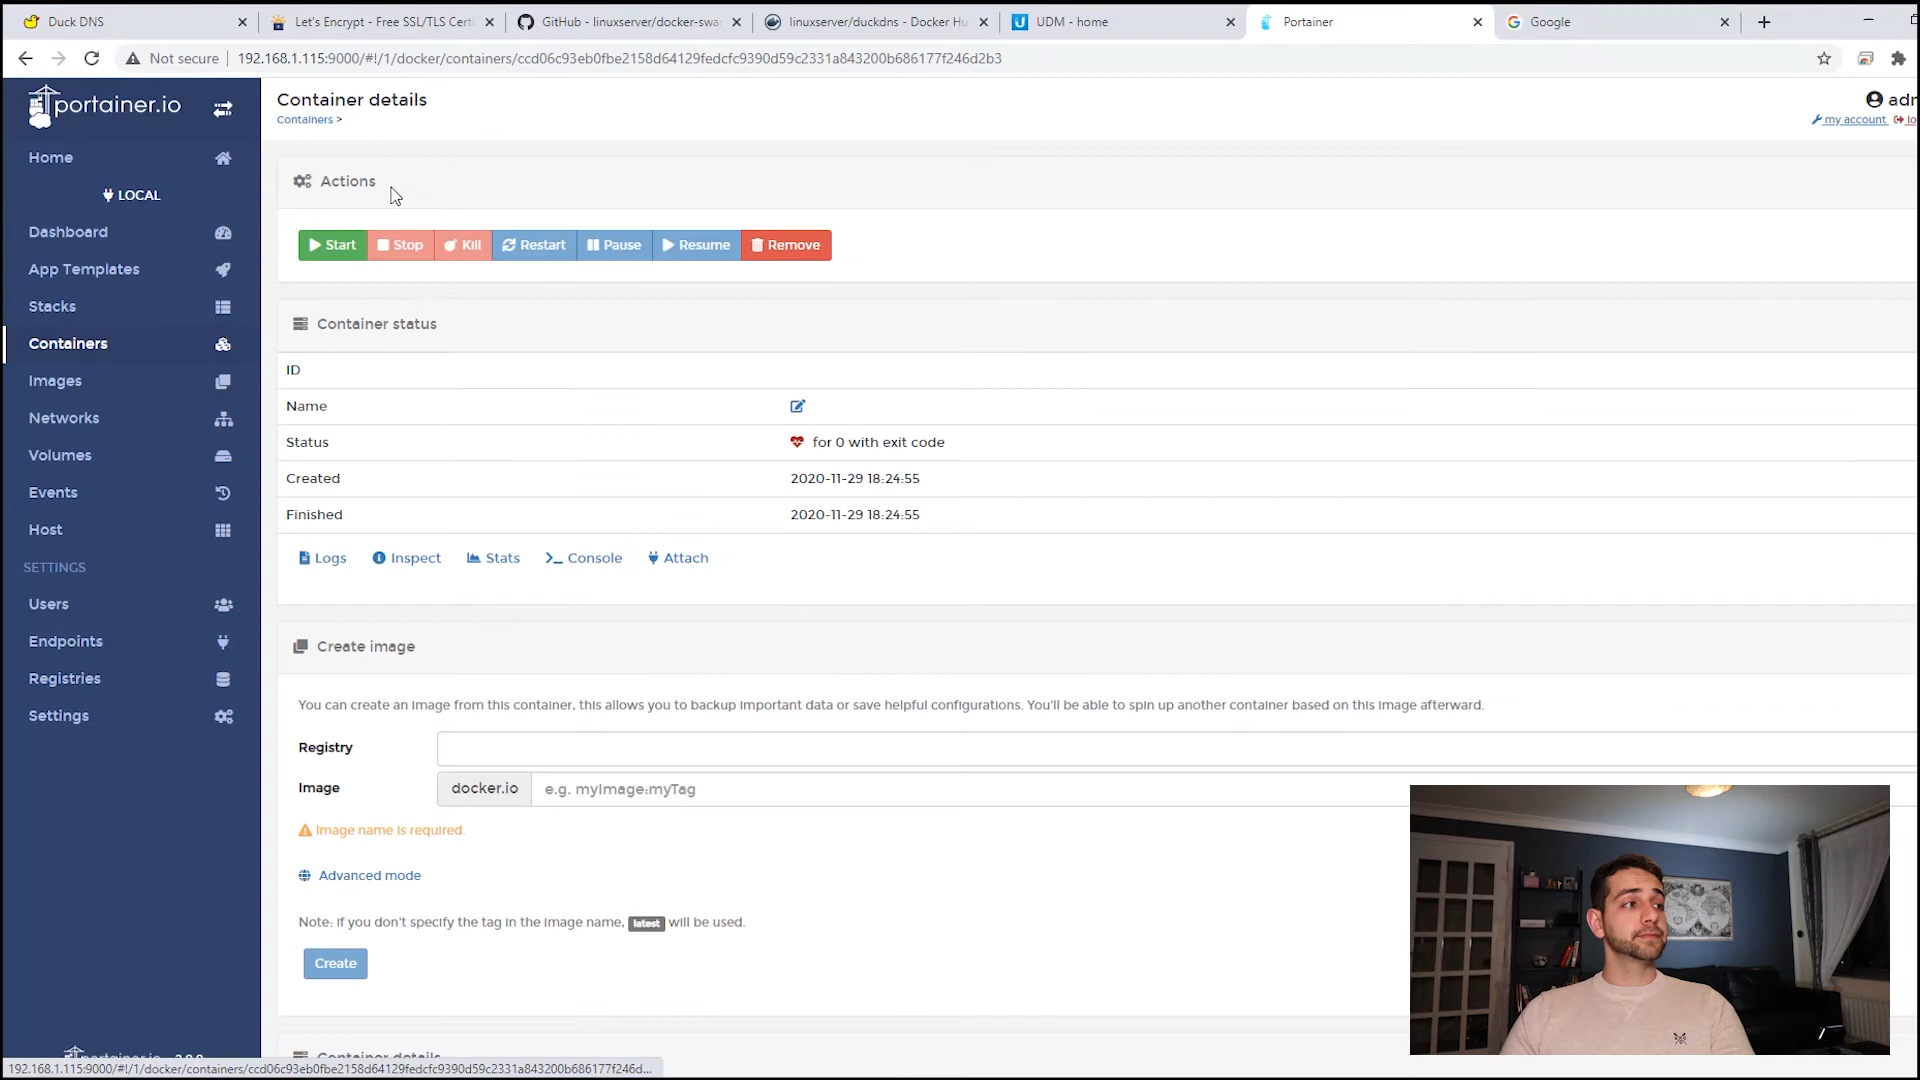 Duck DNS
Let's Encrypt - Free SSL/TLS Cert
GitHub - linuxserver/docker-swa
linuxserver/duckdns - Docker Hu
UDM - home
Portainer
Google
Not secure
192.168.1.115:9000/#!/1/docker/containers/ccd06c93eb0fbe2158d64129fedcfc9390d59c2331a843200b686177f246d2b3
portainer.io
Container details
Containers >
adr
my account
lo
Home
LOCAL
Dashboard
App Templates
Stacks
Containers
Images
Networks
Volumes
Events
Host
SETTINGS
Users
Endpoints
Registries
Settings
Actions
Start Stop Kill Restart Pause Resume Remove
Container status
ID
Name
Status for 0 with exit code
Created 2020-11-29 18:24:55
Finished 2020-11-29 18:24:55
Logs Inspect Stats Console Attach
Create image
You can create an image from this container, this allows you to backup important data or save helpful configurations. You'll be able to spin up another container based on this image afterward.
Registry
Image docker.io e.g. myImage:myTag
Image name is required.
Advanced mode
Note: if you don't specify the tag in the image name, latest will be used.
Create
Container details
portainer.io
192.168.1.115:9000/#!/1/docker/containers/ccd06c93eb0fbe2158d64129fedcfc9390d59c2331a843200b686177f246d...